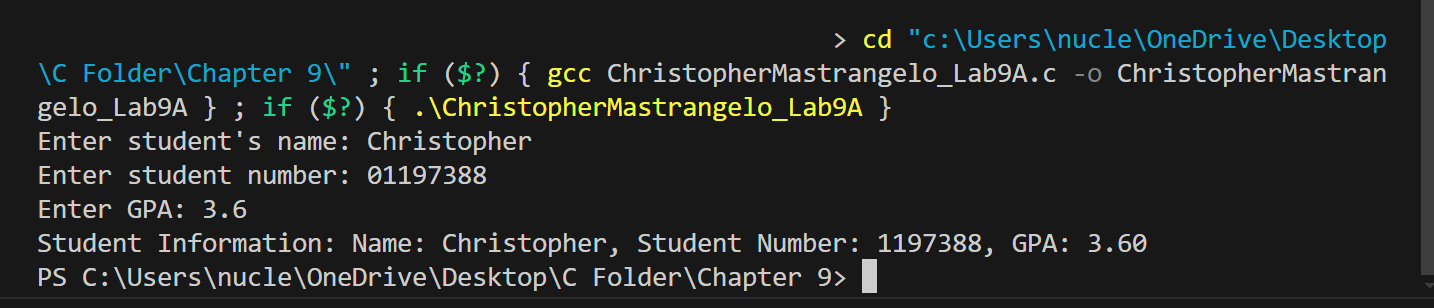 > cd "c:\Users\nucle\OneDrive\Desktop
\C Folder\Chapter 9\" ; if ($?) { gcc ChristopherMastrangelo_Lab9A.c -o ChristopherMastran
gelo_Lab9A } ; if ($?) { .\ChristopherMastrangelo_Lab9A }
Enter student's name: Christopher
Enter student number: 01197388
Enter GPA: 3.6
Student Information: Name: Christopher, Student Number: 1197388, GPA: 3.60
PS C:\Users\nucle\OneDrive\Desktop\C Folder\Chapter 9>